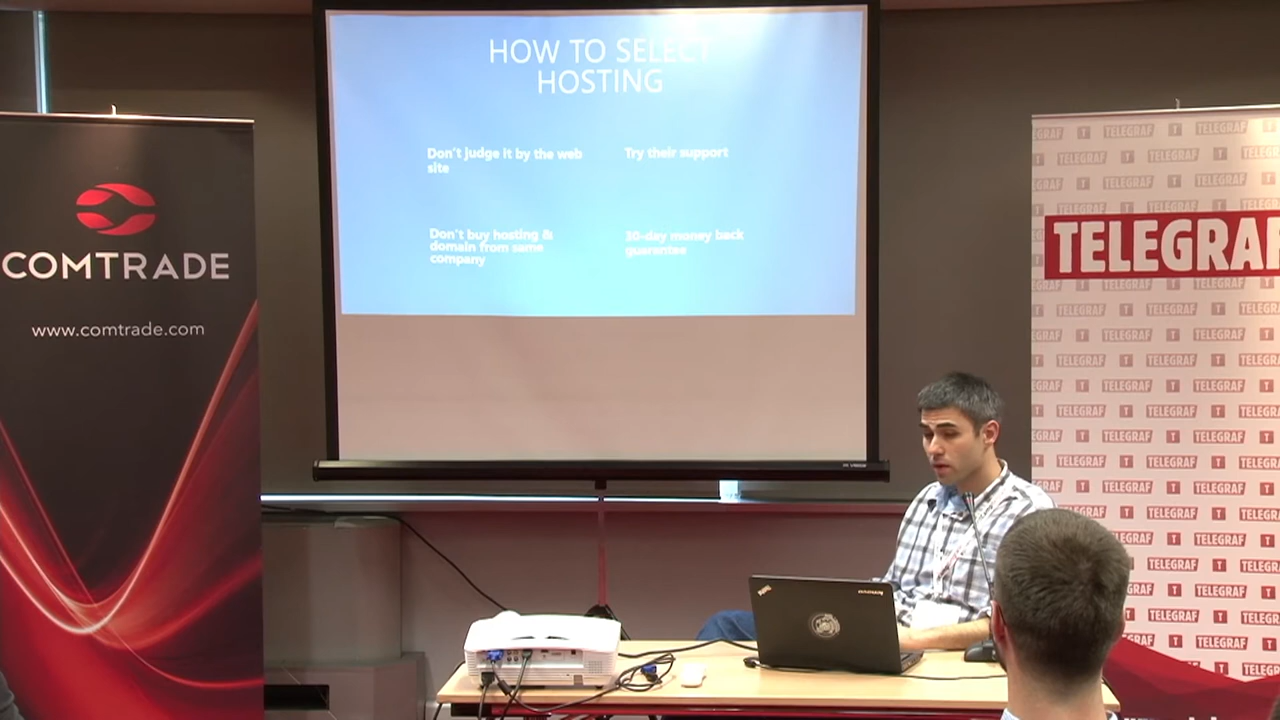 HOW TO SELECT
HOSTING
Don't judge it by the web
site
Try their support
Don't buy hosting &
domain from same
company
30-day money back
guarantee
COMTRADE
www.comtrade.com
TELEGRAF